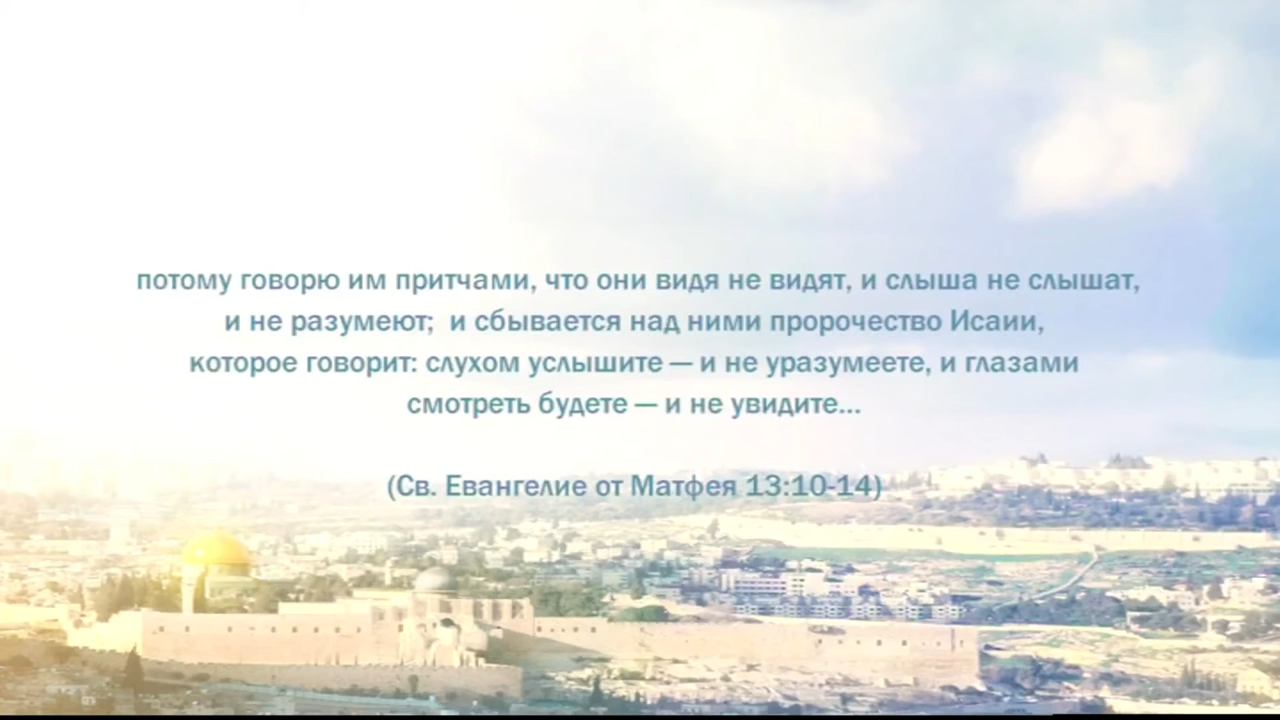 потому говорю им притчами, что они видя не видят, и слыша не слышат,
и не разумеют;  и сбывается над ними пророчество Исаии,
которое говорит: слухом услышите — и не уразумеете, и глазами
смотреть будете — и не увидите...
(Св. Евангелие от Матфея 13:10-14)